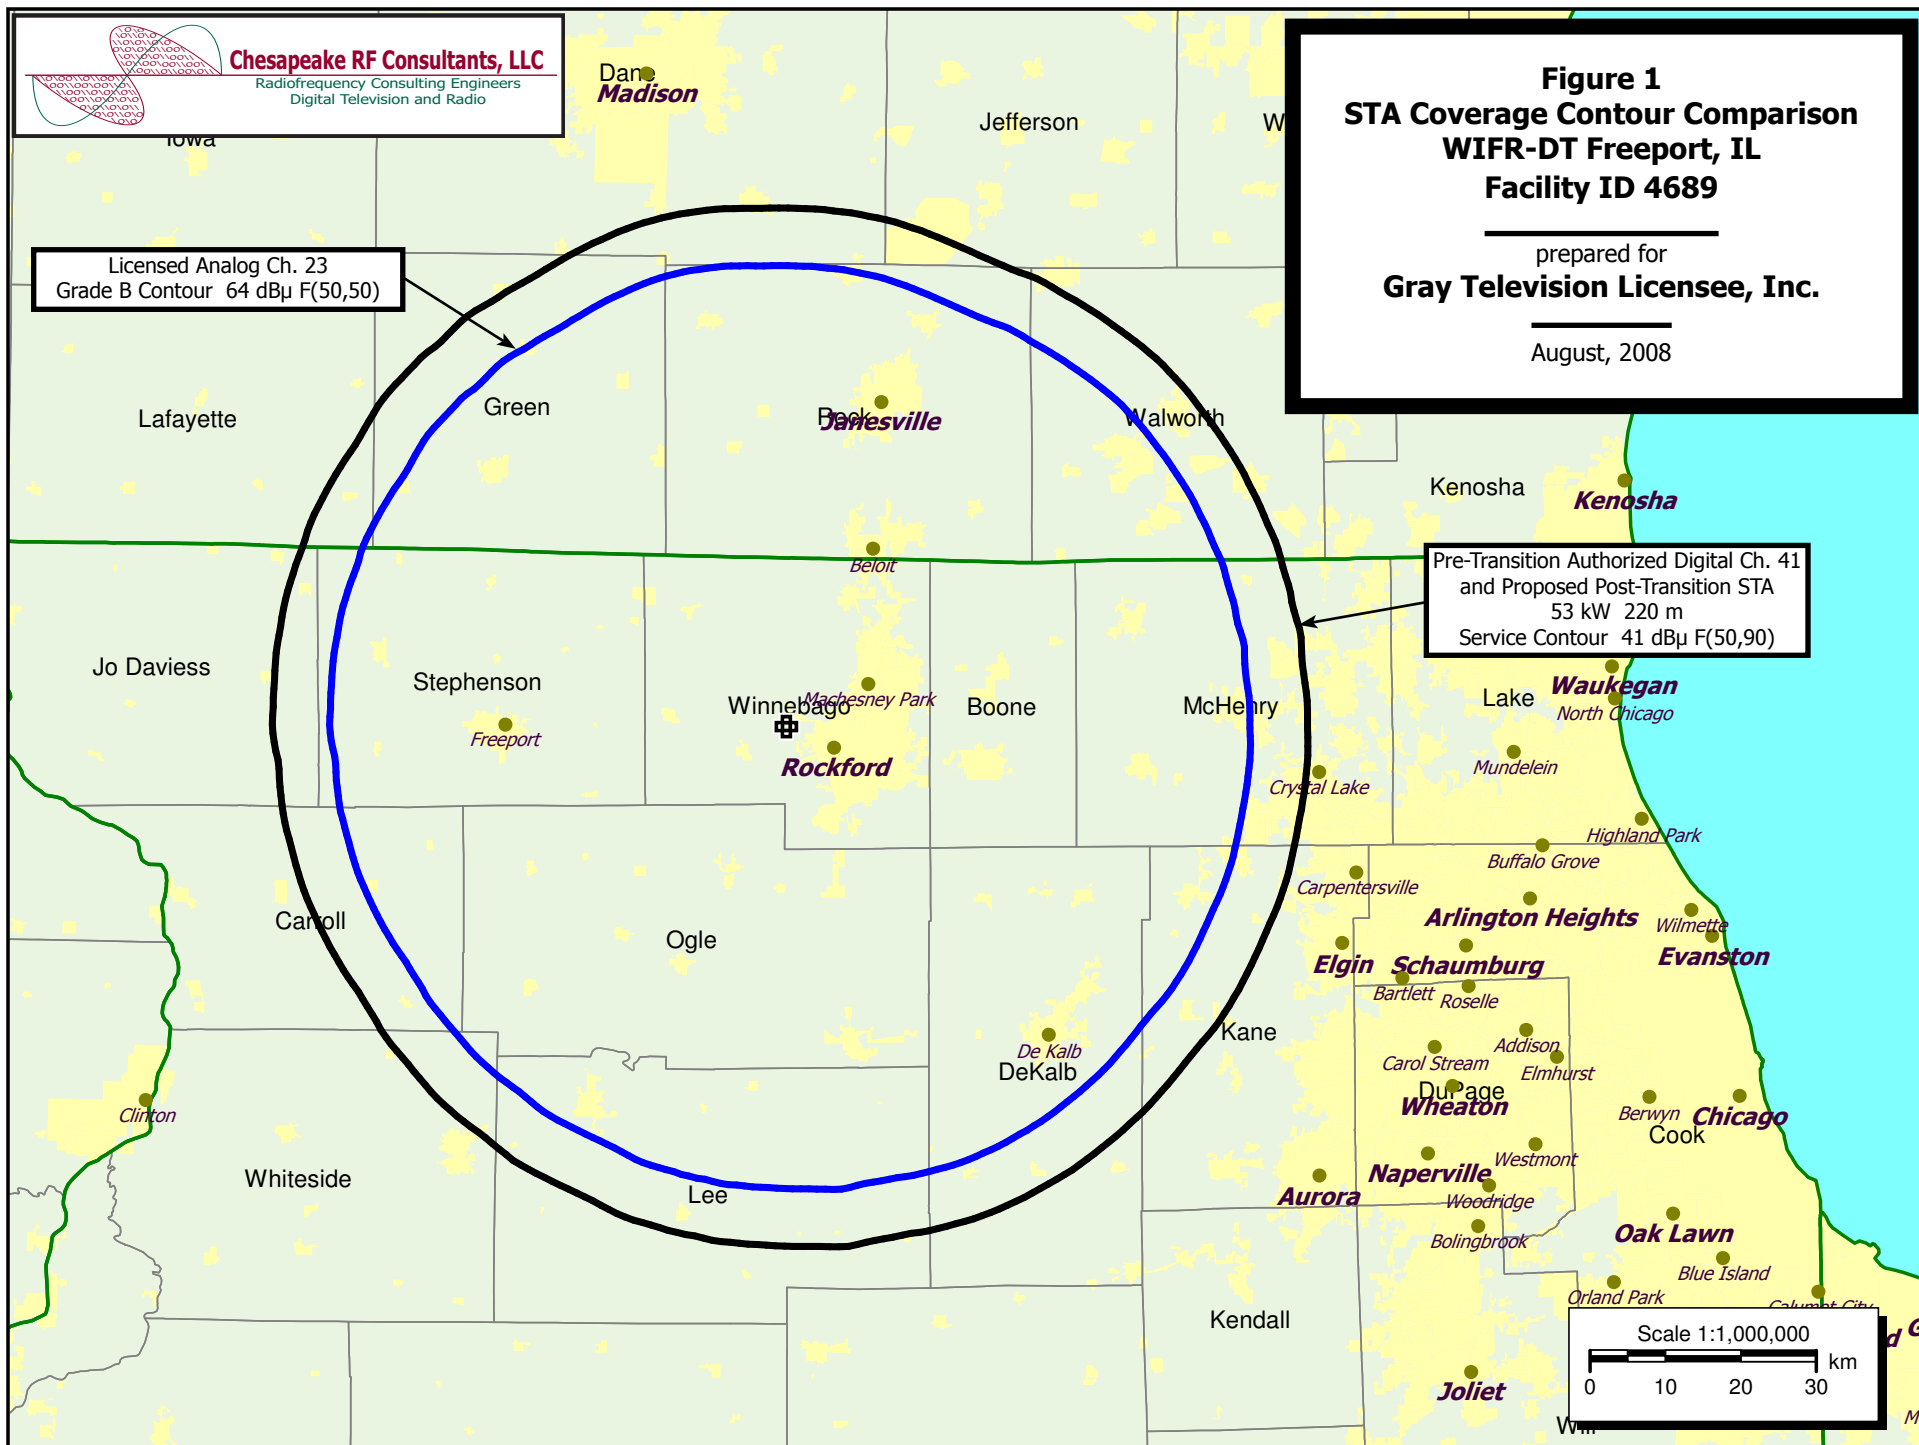 Chesapeake RF Consultants, LLC
Radiofrequency Consulting Engineers
Digital Television and Radio
Figure 1
STA Coverage Contour Comparison
WIFR-DT Freeport, IL
Facility ID 4689
prepared for
Gray Television Licensee, Inc.
August, 2008
Licensed Analog Ch. 23
Grade B Contour 64 dBµ F(50,50)
Pre-Transition Authorized Digital Ch. 41
and Proposed Post-Transition STA
53 kW 220 m
Service Contour 41 dBµ F(50,90)
Iowa
Dane
Madison
Jefferson
W
Lafayette
Green
Rock
Janesville
Walworth
Kenosha
Kenosha
Beloit
Jo Daviess
Stephenson
Freeport
Winnebago
Machesney Park
Rockford
Boone
McHenry
Crystal Lake
Lake
Waukegan
North Chicago
Mundelein
Highland Park
Buffalo Grove
Carpentersville
Arlington Heights
Wilmette
Evanston
Elgin
Schaumburg
Bartlett
Roselle
Carroll
Ogle
De Kalb
DeKalb
Kane
Addison
Carol Stream
Elmhurst
DuPage
Wheaton
Berwyn
Chicago
Cook
Clinton
Whiteside
Lee
Aurora
Naperville
Westmont
Woodridge
Bolingbrook
Oak Lawn
Blue Island
Orland Park
Calumet City
Kendall
Joliet
Will
d
G
M
Scale 1:1,000,000
km
0 10 20 30